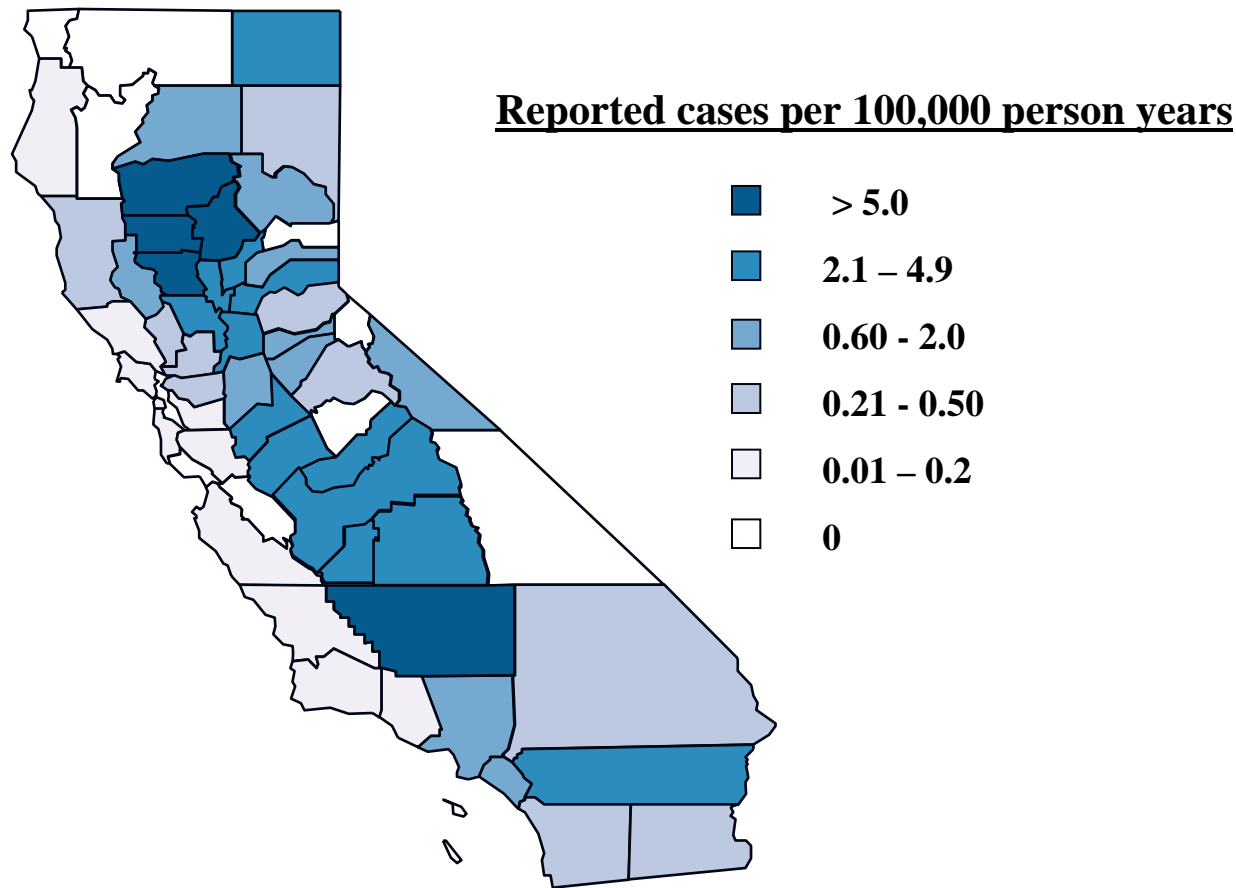 Reported cases per 100,000 person years
> 5.0
2.1 – 4.9
0.60 - 2.0
0.21 - 0.50
0.01 – 0.2
0